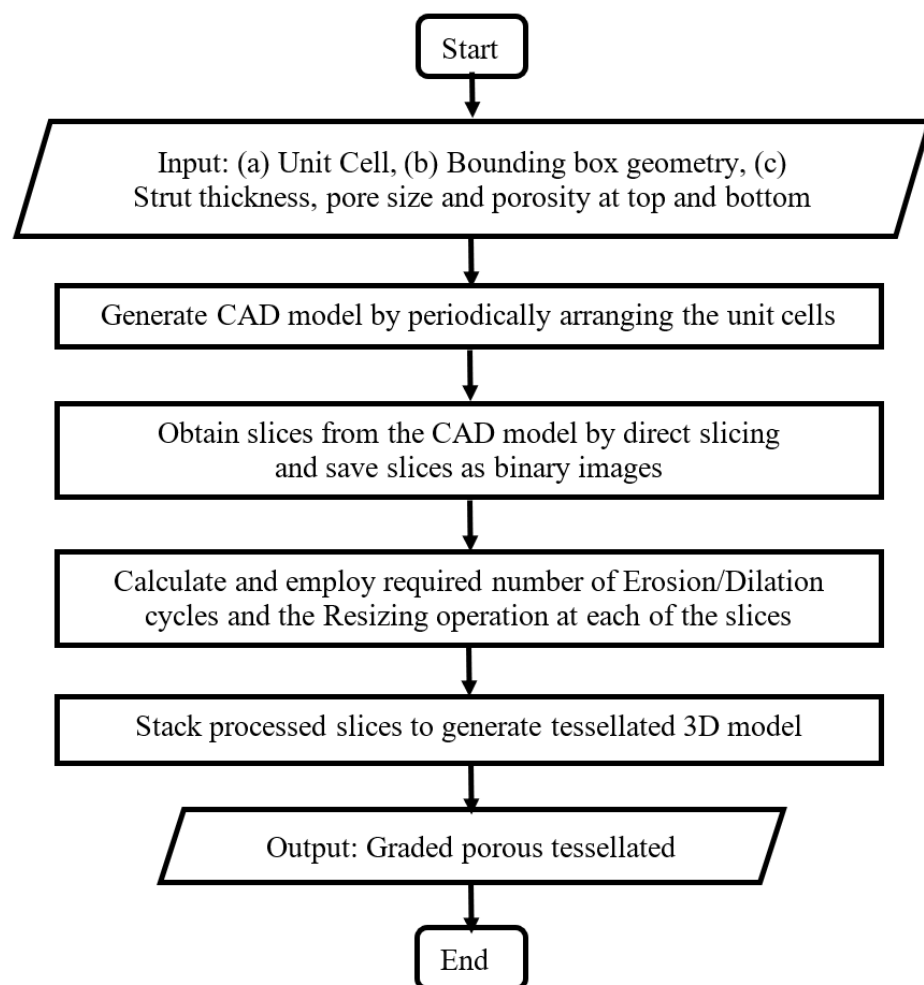 Start
Input: (a) Unit Cell, (b) Bounding box geometry, (c)
Strut thickness, pore size and porosity at top and bottom
Generate CAD model by periodically arranging the unit cells
Obtain slices from the CAD model by direct slicing
and save slices as binary images
Calculate and employ required number of Erosion/Dilation
cycles and the Resizing operation at each of the slices
Stack processed slices to generate tessellated 3D model
Output: Graded porous tessellated
End